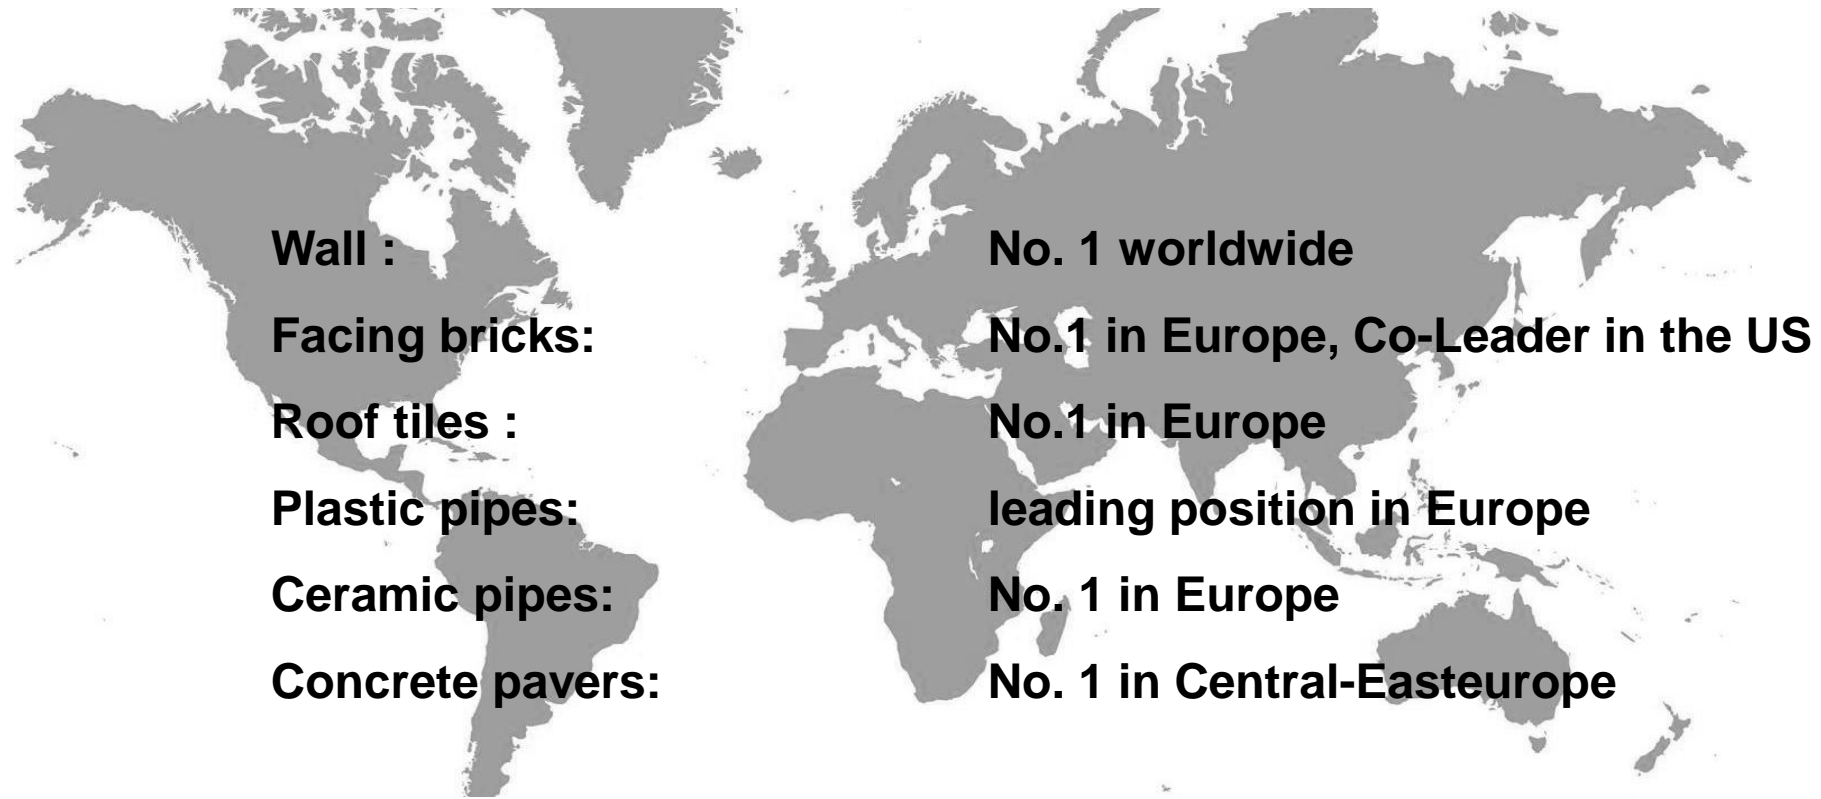 Wall : No. 1 worldwide
Facing bricks: No.1 in Europe, Co-Leader in the US
Roof tiles : No.1 in Europe
Plastic pipes: leading position in Europe
Ceramic pipes: No. 1 in Europe
Concrete pavers: No. 1 in Central-Easteurope